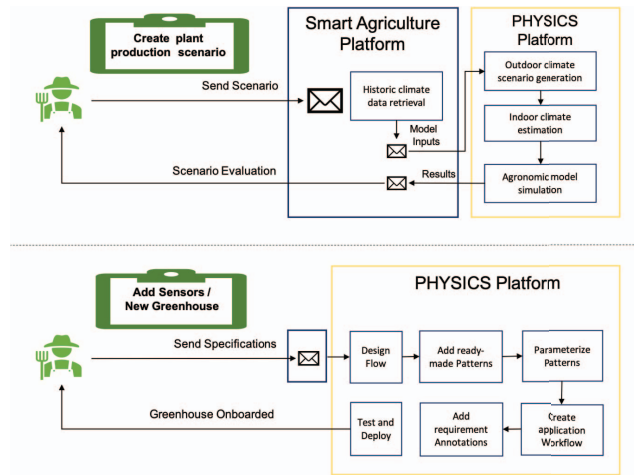 Create plant
production scenario
Smart Agriculture
Platform
PHYSICS
Platform
Send Scenario
Historic climate
data retrieval
Outdoor climate
scenario generation
Model
Inputs
Indoor climate
estimation
Scenario Evaluation
Results
Agronomic model
simulation
Add Sensors /
New Greenhouse
PHYSICS Platform
Send Specifications
Design
Flow
Add ready-
made Patterns
Parameterize
Patterns
Greenhouse Onboarded
Test and
Deploy
Add
requirement
Annotations
Create
application
Workflow